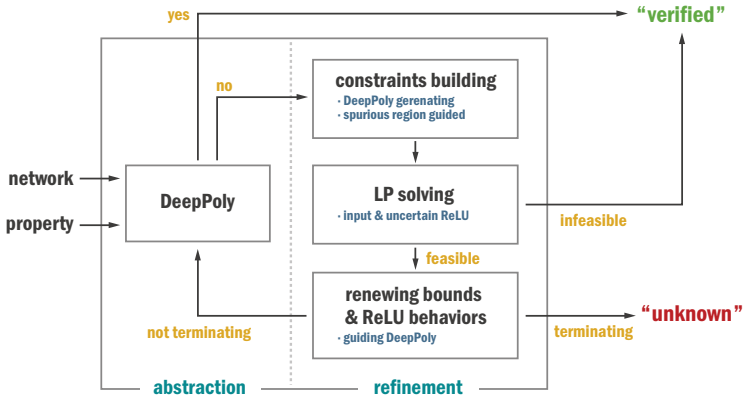 yes
"verified"
no
constraints building
· DeepPoly gerenating
· spurious region guided
network
property
DeepPoly
LP solving
· input & uncertain ReLU
infeasible
feasible
renewing bounds
& ReLU behaviors
· guiding DeepPoly
not terminating
"unknown"
terminating
abstraction
refinement